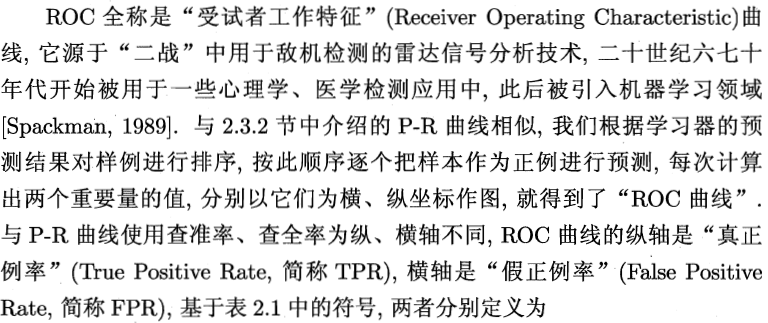 ROC 全称是“受试者工作特征”(Receiver Operating Characteristic)曲
线, 它源于“二战”中用于敌机检测的雷达信号分析技术, 二十世纪六七十
年代开始被用于一些心理学、医学检测应用中, 此后被引入机器学习领域
[Spackman, 1989]. 与 2.3.2 节中介绍的 P-R 曲线相似, 我们根据学习器的预
测结果对样例进行排序, 按此顺序逐个把样本作为正例进行预测, 每次计算
出两个重要量的值, 分别以它们为横、纵坐标作图, 就得到了“ROC 曲线”.
与 P-R 曲线使用查准率、查全率为纵、横轴不同, ROC 曲线的纵轴是“真正
例率”(True Positive Rate, 简称 TPR), 横轴是“假正例率”(False Positive
Rate, 简称 FPR), 基于表 2.1 中的符号, 两者分别定义为